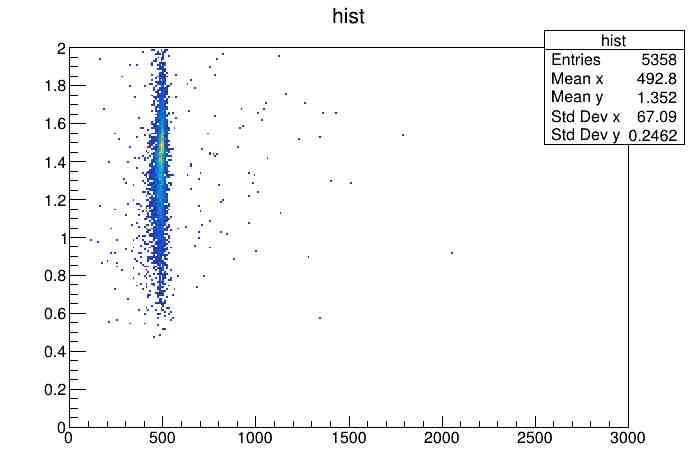 hist
hist
Entries 5358
Mean x 492.8
Mean y 1.352
Std Dev x 67.09
Std Dev y 0.2462
2
1.8
1.6
1.4
1.2
1
0.8
0.6
0.4
0.2
0
0 500 1000 1500 2000 2500 3000